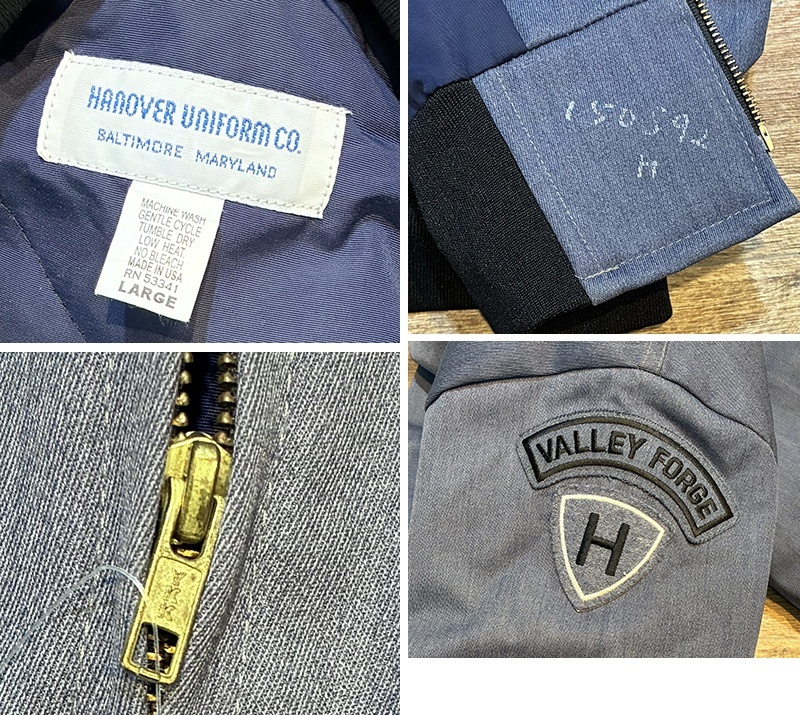 HANOVER UNIFORM CO.
BALTIMORE MARYLAND
MACHINE WASH
GENTLE CYCLE
TUMBLE DRY
LOW HEAT
NO BLEACH
MADE IN USA
RN 53341
LARGE
150592
H
VALLEY FORGE
H